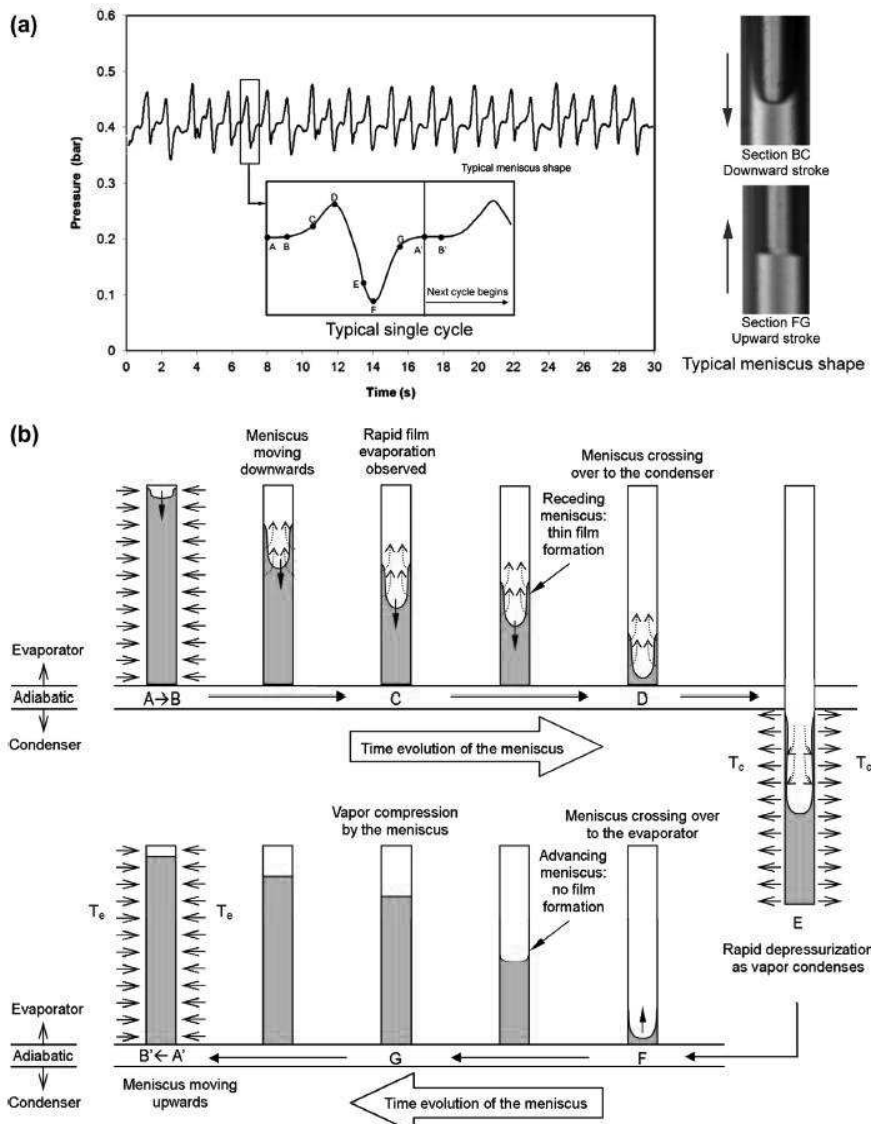 (a)
0.6
0.5
0.4
0.3
0.2
0.1
0
Pressure (bar)
0 2 4 6 8 10 12 14 16 18 20 22 24 26 28 30
Time (s)
Typical meniscus shape
A B C D E F G A' B'
Next cycle begins
Typical single cycle
Section BC
Downward stroke
Section FG
Upward stroke
Typical meniscus shape
(b)
Meniscus
moving
downwards
Rapid film
evaporation
observed
Meniscus crossing
over to the condenser
Receding
meniscus:
thin film
formation
Evaporator
Adiabatic
Condenser
A→B
C
D
Time evolution of the meniscus
Tc
Tc
E
Rapid depressurization
as vapor condenses
Vapor compression
by the meniscus
Meniscus crossing over
to the evaporator
Advancing
meniscus:
no film
formation
Te
Te
Evaporator
Adiabatic
Condenser
B'← A'
G
F
Meniscus moving
upwards
Time evolution of the meniscus